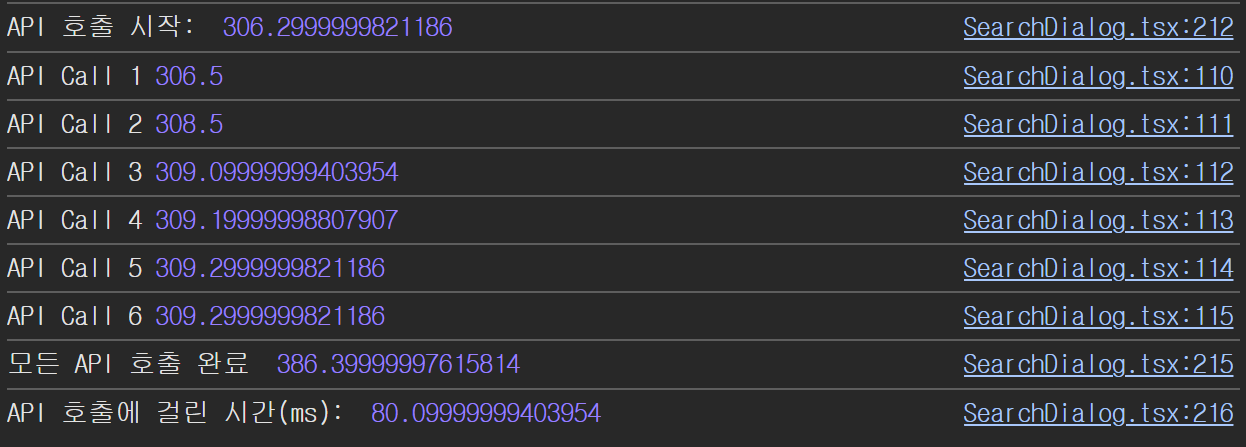 API 호출 시작: 306.2999999821186 SearchDialog.tsx:212
API Call 1 306.5 SearchDialog.tsx:110
API Call 2 308.5 SearchDialog.tsx:111
API Call 3 309.09999999403954 SearchDialog.tsx:112
API Call 4 309.19999998807907 SearchDialog.tsx:113
API Call 5 309.2999999821186 SearchDialog.tsx:114
API Call 6 309.2999999821186 SearchDialog.tsx:115
모든 API 호출 완료 386.39999997615814 SearchDialog.tsx:215
API 호출에 걸린 시간(ms): 80.09999999403954 SearchDialog.tsx:216